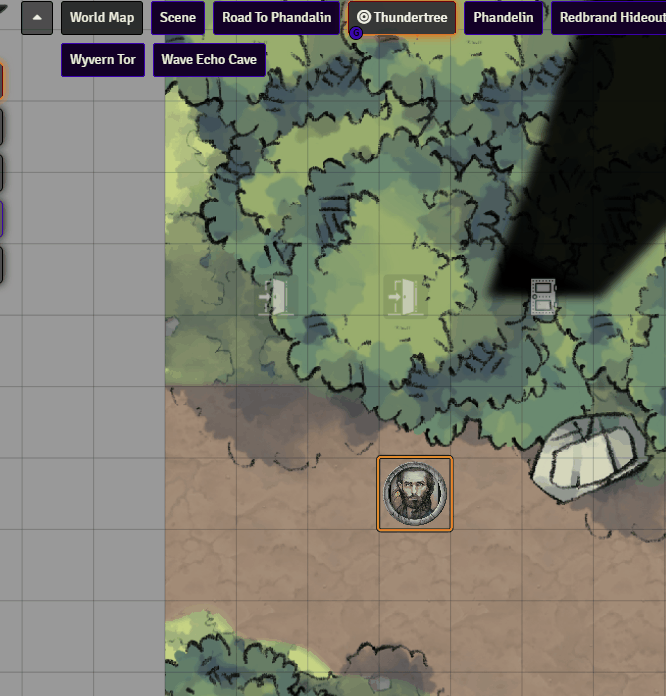 World Map Scene Road To Phandalin Thundertree Phandelin Redbrand Hideout
G
Wyvern Tor Wave Echo Cave